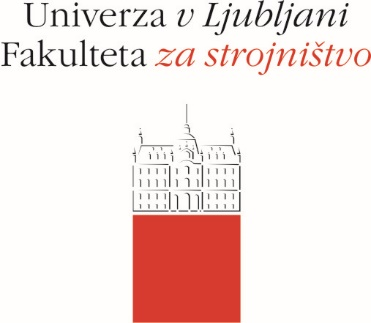 Univerza v Ljubljani
Fakulteta za strojništvo